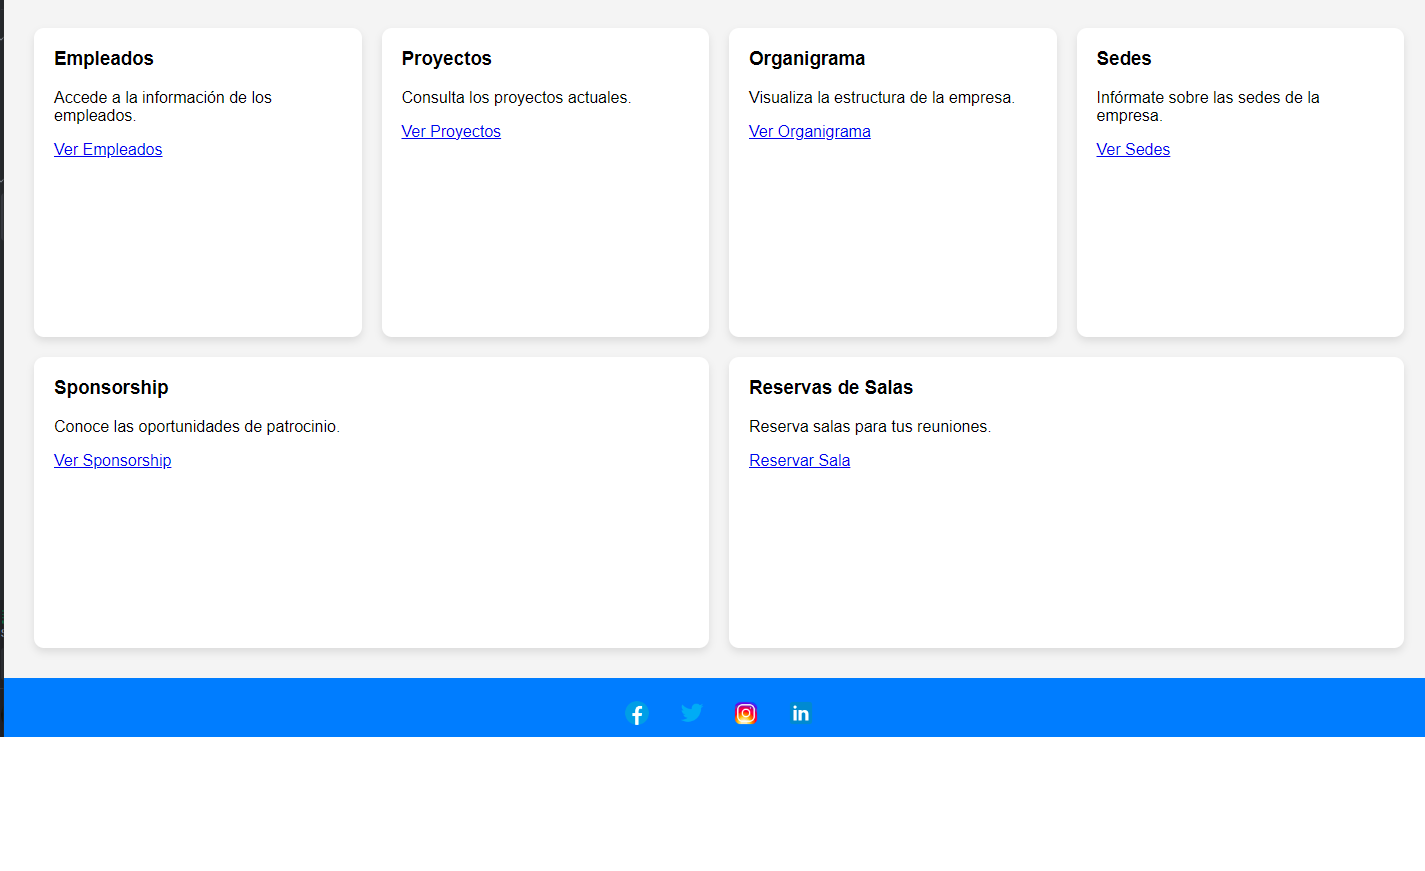 Empleados
Accede a la información de los
empleados.
Ver Empleados
Proyectos
Consulta los proyectos actuales.
Ver Proyectos
Organigrama
Visualiza la estructura de la empresa.
Ver Organigrama
Sedes
Infórmate sobre las sedes de la
empresa.
Ver Sedes
Sponsorship
Conoce las oportunidades de patrocinio.
Ver Sponsorship
Reservas de Salas
Reserva salas para tus reuniones.
Reservar Sala
in